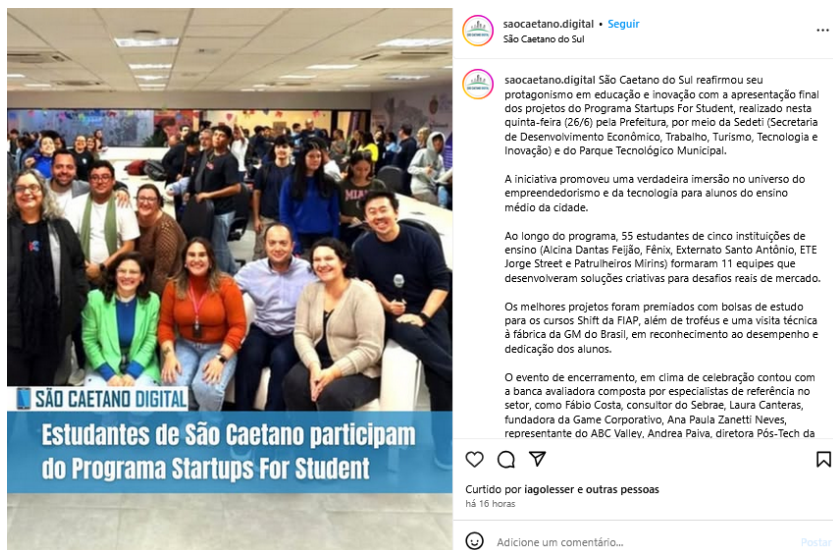 saocaetano.digital • Seguir
São Caetano do Sul
saocaetano.digital São Caetano do Sul reafirmou seu
protagonismo em educação e inovação com a apresentação final
dos projetos do Programa Startups For Student, realizado nesta
quinta-feira (26/6) pela Prefeitura, por meio da Sedeti (Secretaria
de Desenvolvimento Econômico, Trabalho, Turismo, Tecnologia e
Inovação) e do Parque Tecnológico Municipal.
A iniciativa promoveu uma verdadeira imersão no universo do
empreendedorismo e da tecnologia para alunos do ensino
médio da cidade.
Ao longo do programa, 55 estudantes de cinco instituições de
ensino (Alcina Dantas Feijão, Fênix, Externato Santo Antônio, ETE
Jorge Street e Patrulheiros Mirins) formaram 11 equipes que
desenvolveram soluções criativas para desafios reais de mercado.
Os melhores projetos foram premiados com bolsas de estudo
para os cursos Shift da FIAP, além de troféus e uma visita técnica
à fábrica da GM do Brasil, em reconhecimento ao desempenho e
dedicação dos alunos.
O evento de encerramento, em clima de celebração contou com
a banca avaliadora composta por especialistas de referência no
setor, como Fábio Costa, consultor do Sebrae, Laura Canteras,
fundadora da Game Corporativo, Ana Paula Zanetti Neves,
representante do ABC Valley, Andrea Paiva, diretora Pós-Tech da
MIAMI
SÃO CAETANO DIGITAL
Estudantes de São Caetano participam
do Programa Startups For Student
Curtido por iagolesser e outras pessoas
há 16 horas
Adicione um comentário...
Postar